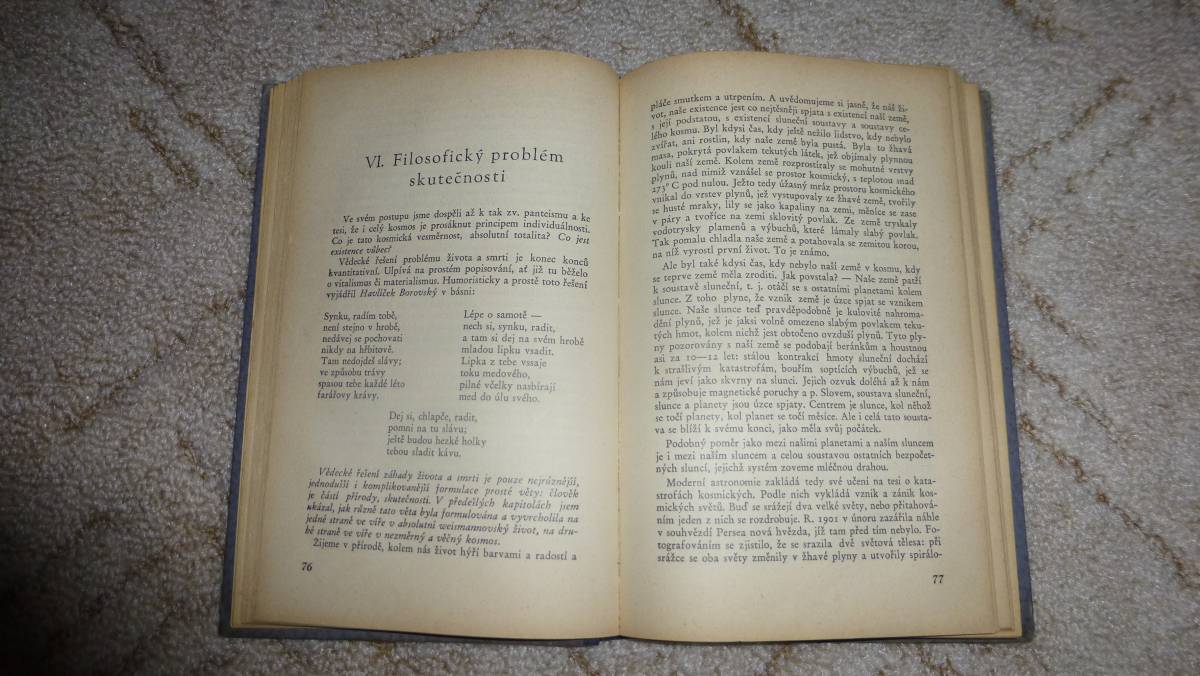 VI. Filosofický problém
skutečnosti
Ve svém postupu jsme dospěli až k tak zv. panteismu a ke
tesi, že i celý kosmos je prosáknut principem individuálnosti.
Co je tato kosmická vesměrnost, absolutní totalita? Co jest
existence vůbec?
Vědecké řešení problému života a smrti je konec konců
kvantitativní. Ulpívá na prostém popisování, ať již tu běželo
o vitalismus či materialismus. Humoristicky a prostě toto řešení
vyjádřil Havlíček Borovský v básni:
Synku, radím tobě,
není stejno v hrobě,
nedávej se pochovati
nikdy na hřbitově.
Tam nedojdeš slávy;
ve způsobu trávy
spasou tebe každé léto
farářovy krávy.
Lépe o samotě —
nech si, synku, radit,
a tam si dej na svém hrobě
mladou lipku vsadit.
Lipka z tebe vssaje
toku medového,
pilné včelky nasbírají
med do úlu svého.
Dej si, chlapče, radit,
pomni na tu slávu;
ještě budou hezké holky
tebou sladit kávu.
Vědecké řešení záhady života a smrti je pouze nejrůznější,
jednodušší i komplikovanější formulace prosté věty: člověk
je částí přírody, skutečnosti. V předešlých kapitolách jsem
ukázal, jak různě tato věta byla formulována a vyvrcholila na
jedné straně ve víře v absolutní weismannovský život, na dru-
hé straně ve víře v nezměrný a věčný kosmos.
Žijeme v přírodě, kolem nás život hýří barvami a radostí a
76
pláče smutkem a utrpením. A uvědomujeme si jasně, že náš ži-
vot, naše existence jest co nejtěsněji spjata s existencí naší země,
s její podstatou, s existencí sluneční soustavy a soustavy ce-
lého kosmu. Byl kdysi čas, kdy ještě nežilo lidstvo, kdy nebylo
zvířat, ani rostlin, kdy naše země byla pustá. Byla to žhavá
masa, pokrytá povlakem tekutých látek, jež objímaly plynnou
kouli naší země. Kolem země rozprostíraly se mohutné vrstvy
plynů, nad nimiž vznášel se prostor kosmický, s teplotou snad
273° C pod nulou. Ježto tedy úžasný mráz prostoru kosmického
vnikal do vrstev plynů, jež vystupovaly ze žhavé země, tvořily
se husté mraky, lily se jako kapaliny na zemi, měníce se zase
v páry a tvoříce na zemi sklovitý povlak. Ze země tryskaly
vodotrysky plamenů a výbuchů, které lámaly slabý povlak.
Tak pomalu chladla naše země a potahovala se zemitou korou,
na níž vyrostl první život. To je známo.
Ale byl také kdysi čas, kdy nebylo naší země v kosmu, kdy
se teprve země měla zroditi. Jak povstala? — Naše země patří
k soustavě sluneční, t. j. otáčí se s ostatními planetami kolem
slunce. Z toho plyne, že vznik země je úzce spjat se vznikem
slunce. Naše slunce teď pravděpodobně je kulovité nahroma-
dění plynů, jež je jaksi volně omezeno slabým povlakem teku-
tých hmot, kolem nichž jest obtočeno ovzduší plynů. Tyto ply-
ny pozorovány s naší země se podobají beránkům a houstnou
asi za 10—12 let: stálou kontrakcí hmoty sluneční dochází
k strašlivým katastrofám, bouřím soptících výbuchů, jež se
nám jeví jako skvrny na slunci. Jejich ozvuk doléhá až k nám
a způsobuje magnetické poruchy a p. Slovem, soustava sluneční,
slunce a planety jsou úzce spjaty. Centrem je slunce, kol něhož
se točí planety, kol planet se točí měsíce. Ale i celá tato soustа-
va se blíží k svému konci, jako měla svůj počátek.
Podobný poměr jako mezi našimi planetami a naším sluncem
je i mezi naším sluncem a celou soustavou ostatních bezpočet-
ných sluncí, jejichž systém zoveme mléčnou drahou.
Moderní astronomie zakládá tedy své učení na tesi o kata-
strofách kosmických. Podle nich vykládá vznik a zánik kos-
mických světů. Buď se srážejí dva velké světy, nebo přitahová-
ním jeden z nich se rozdrobuje. R. 1901 v únoru zazářila náhle
v souhvězdí Persea nová hvězda, jíž tam před tím nebylo. Fo-
tografováním se zjistilo, že se srazila dvě světová tělesa: při
srážce se oba světy změnily v žhavé plyny a utvořily spirálo-
77